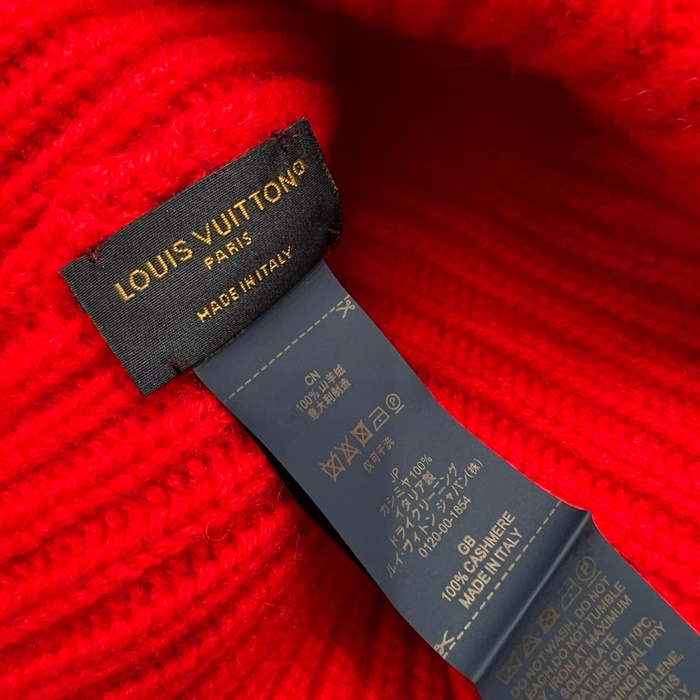 LOUIS VUITTON
PARIS
MADE IN ITALY
CN
100%山羊绒
意大利制造
仅可干洗
JP
カシミヤ100%
イタリア製
ドライクリーニング
ルイ・ヴィトン ジャパン(株)
0120-00-1854
GB
100% CASHMERE
MADE IN ITALY
DO NOT WASH, DO NOT
DO NOT TUMBLE
IRON AT MAXIMUM
SOLE-PLATE
OF 110°C,
DRY